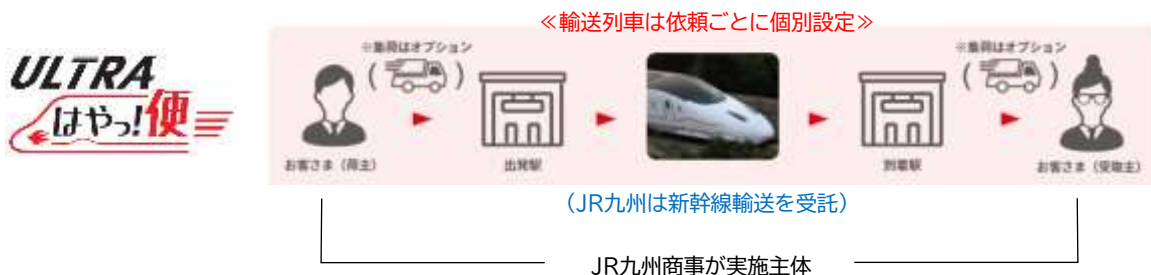 ≪輸送列車は依頼ごとに個別設定≫
※集荷はオプション
※集荷はオプション
ULTRA
はやっ!便
お客さま（荷主）
出発駅
到着駅
お客さま（受取主）
（JR九州は新幹線輸送を受託）
JR九州商事が実施主体